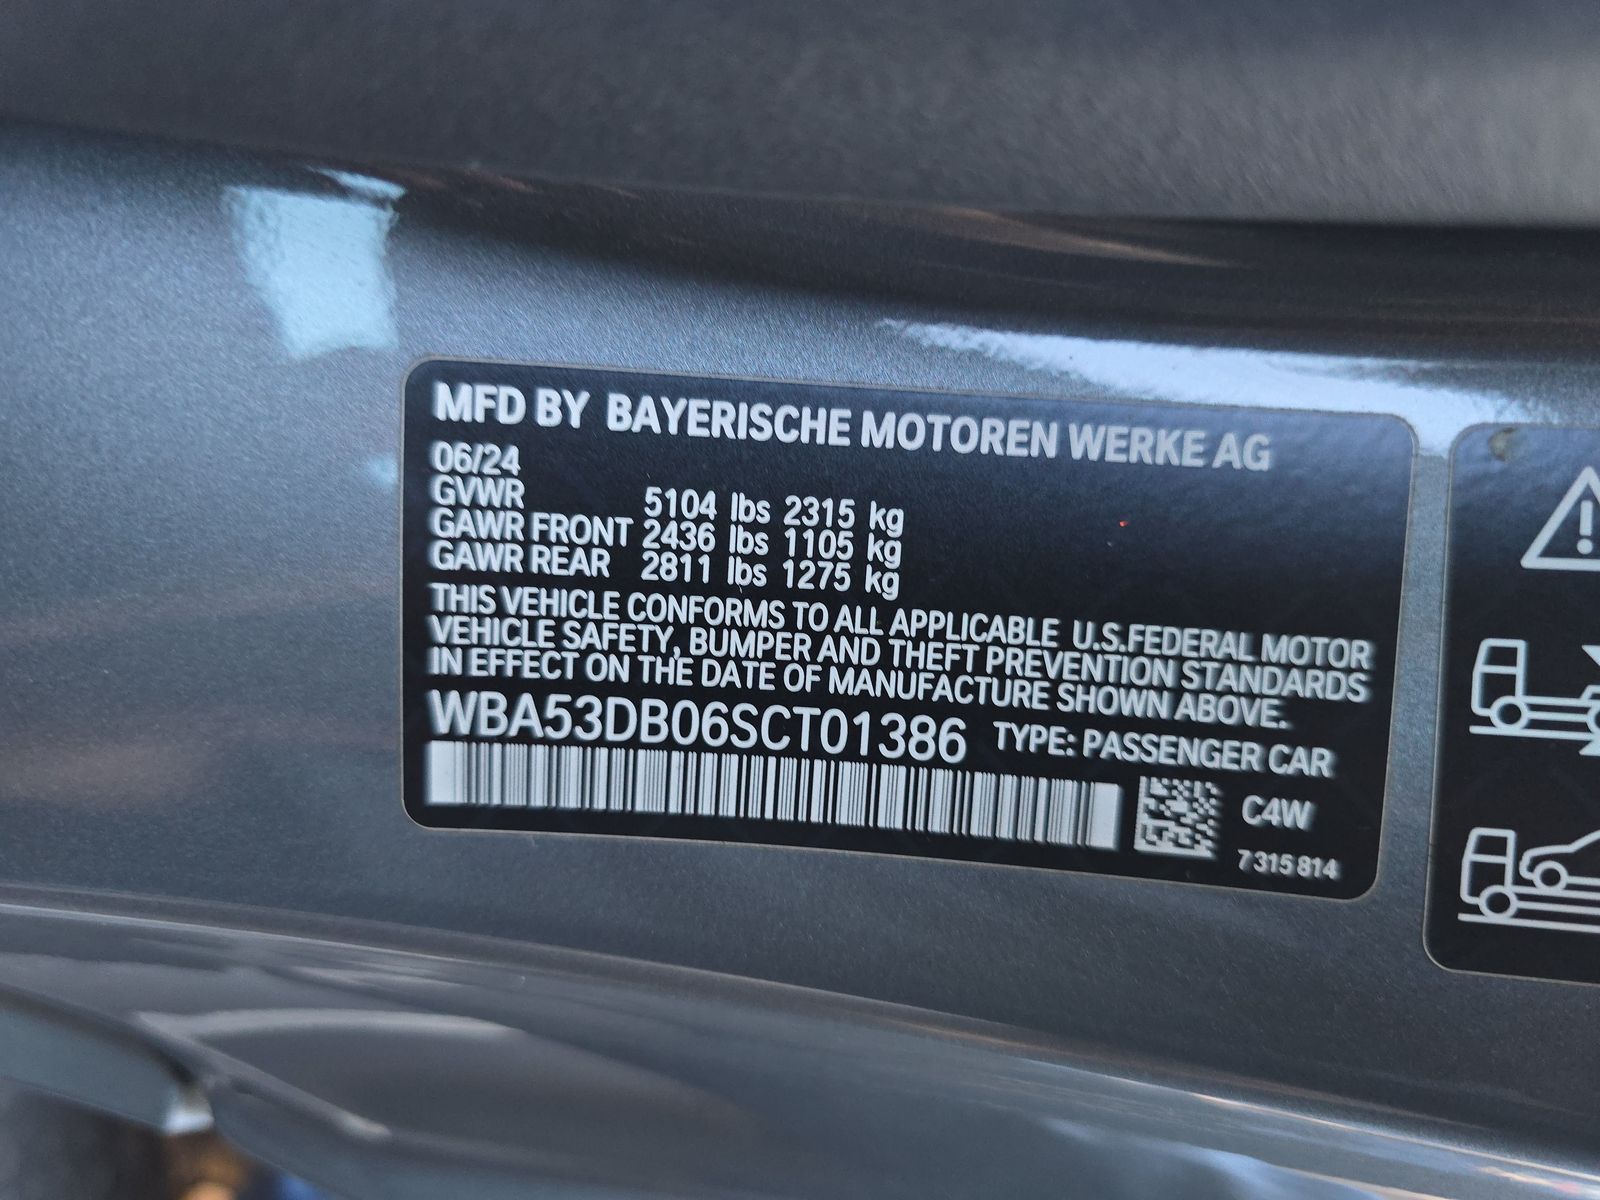 MFD BY BAYERISCHE MOTOREN WERKE AG
06/24
GVWR 5104 lbs 2315 kg
GAWR FRONT 2436 lbs 1105 kg
GAWR REAR 2811 lbs 1275 kg
THIS VEHICLE CONFORMS TO ALL APPLICABLE U.S.FEDERAL MOTOR
VEHICLE SAFETY, BUMPER AND THEFT PREVENTION STANDARDS
IN EFFECT ON THE DATE OF MANUFACTURE SHOWN ABOVE.
WBA53DB06SCT01386 TYPE: PASSENGER CAR
C4W
7 315 814